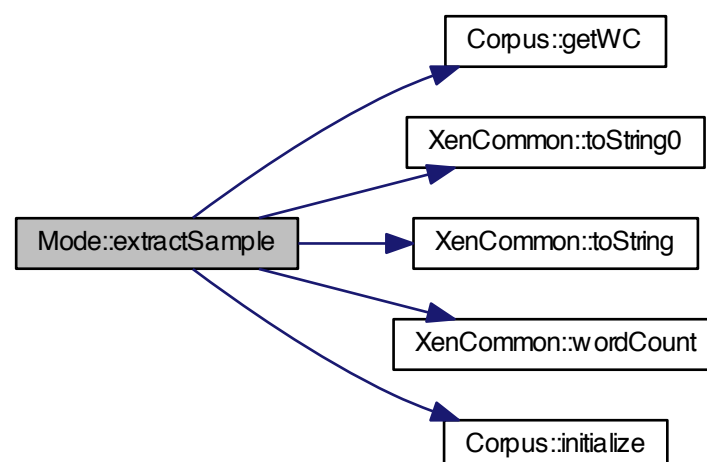 Corpus::getWC
XenCommon::toString0
Mode::extractSample
XenCommon::toString
XenCommon::wordCount
Corpus::initialize